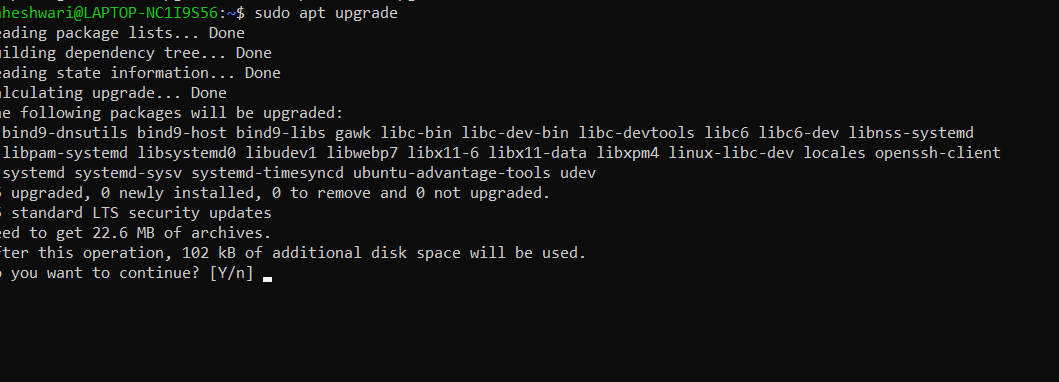 heshwari@LAPTOP-NC1I9S56:~$ sudo apt upgrade
eading package lists... Done
uilding dependency tree... Done
eading state information... Done
alculating upgrade... Done
he following packages will be upgraded:
bind9-dnsutils bind9-host bind9-libs gawk libc-bin libc-dev-bin libc-devtools libc6 libc6-dev libnss-systemd
libpam-systemd libsystemd0 libudev1 libwebp7 libx11-6 libx11-data libxpm4 linux-libc-dev locales openssh-client
systemd systemd-sysv systemd-timesyncd ubuntu-advantage-tools udev
5 upgraded, 0 newly installed, 0 to remove and 0 not upgraded.
5 standard LTS security updates
eed to get 22.6 MB of archives.
fter this operation, 102 kB of additional disk space will be used.
o you want to continue? [Y/n]